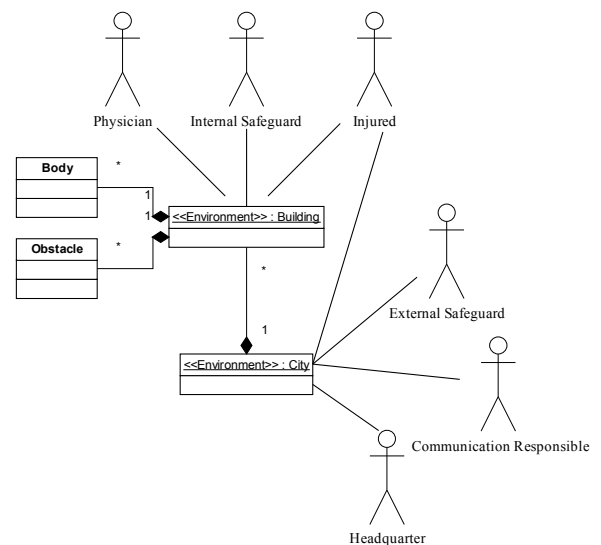 Physician
Internal Safeguard
Injured
Body
*
1
1
<<Environment>> : Building
Obstacle
*
*
External Safeguard
1
<<Environment>> : City
Communication Responsible
Headquarter